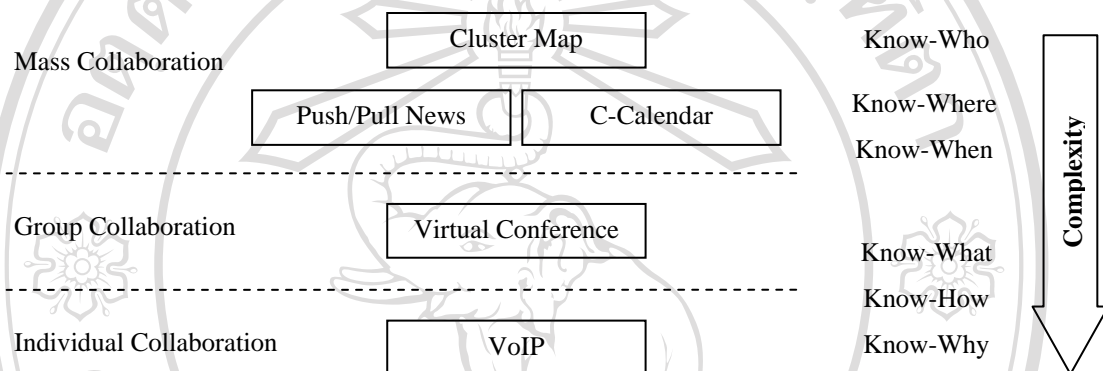 Cluster Map
Know-Who
Mass Collaboration
Push/Pull News
C-Calendar
Know-Where
Know-When
Complexity
Group Collaboration
Virtual Conference
Know-What
Know-How
Individual Collaboration
VoIP
Know-Why